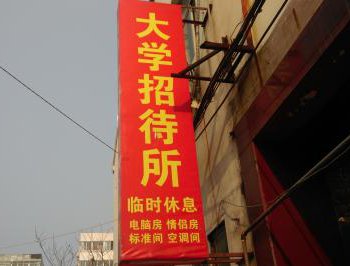 大学招待所
临时休息
电脑房 情侣房
标准间 空调间